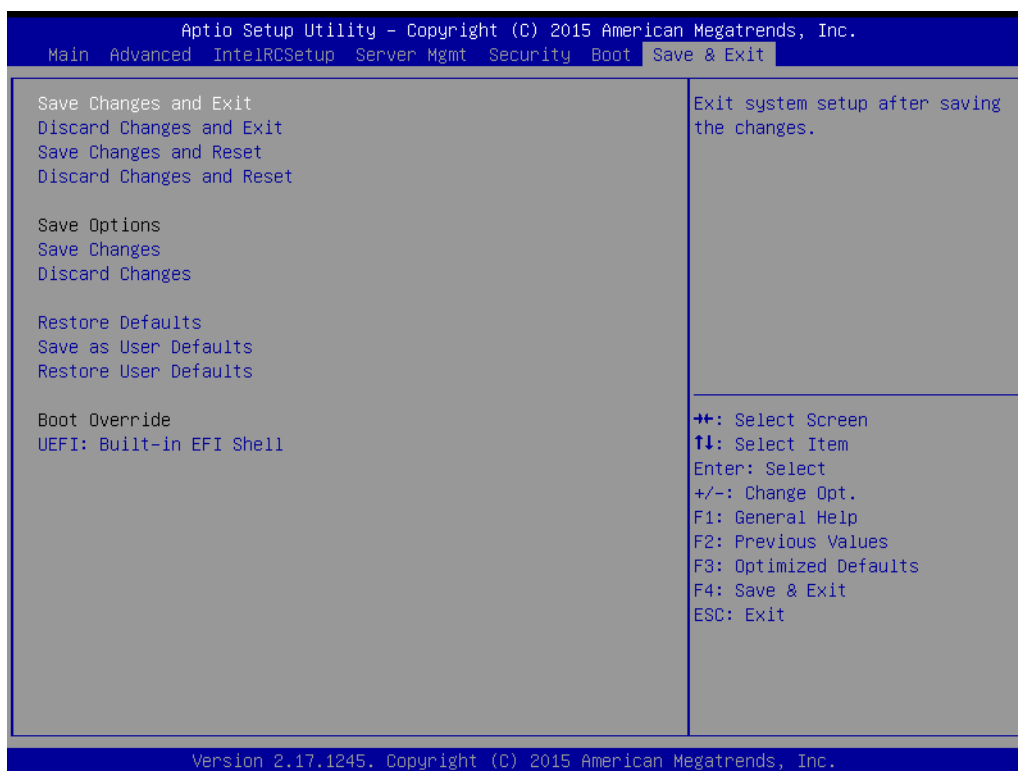 Aptio Setup Utility – Copyright (C) 2015 American Megatrends, Inc.
Main Advanced IntelRCSetup Server Mgmt Security Boot Save & Exit
Save Changes and Exit
Discard Changes and Exit
Save Changes and Reset
Discard Changes and Reset
Save Options
Save Changes
Discard Changes
Restore Defaults
Save as User Defaults
Restore User Defaults
Boot Override
UEFI: Built-in EFI Shell
Exit system setup after saving
the changes.
→←: Select Screen
↑↓: Select Item
Enter: Select
+/-: Change Opt.
F1: General Help
F2: Previous Values
F3: Optimized Defaults
F4: Save & Exit
ESC: Exit
Version 2.17.1245. Copyright (C) 2015 American Megatrends, Inc.